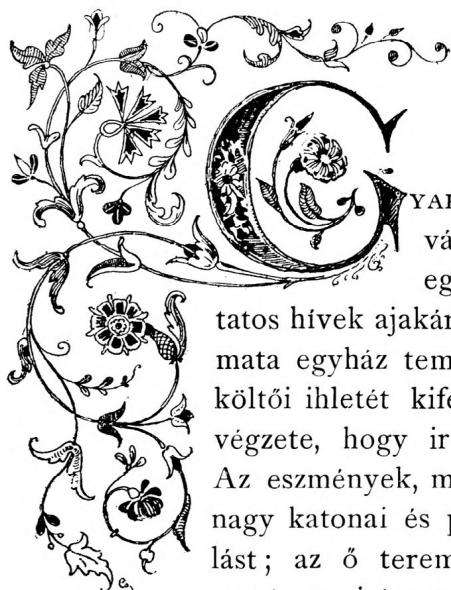 GYAR
vá
eg
tatos hívek ajakán
mata egyház tem
költői ihletét kife
végzete, hogy ir
Az eszmények, m
nagy katonai és p
lást; az ő terem